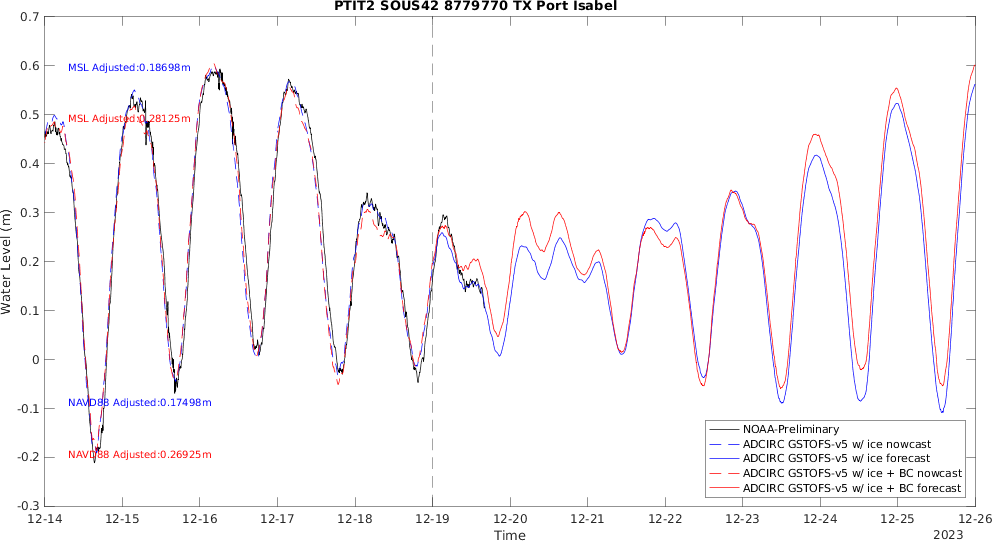 PTIT2 SOUS42 8779770 TX Port Isabel
0.7
0.6
0.5
0.4
0.3
0.2
0.1
0
-0.1
-0.2
-0.3
Water Level (m)
MSL Adjusted:0.18698m
MSL Adjusted:0.28125m
NAVD88 Adjusted:0.17498m
NAVD88 Adjusted:0.26925m
NOAA-Preliminary
ADCIRC GSTOFS-v5 w/ ice nowcast
ADCIRC GSTOFS-v5 w/ ice forecast
ADCIRC GSTOFS-v5 w/ ice + BC nowcast
ADCIRC GSTOFS-v5 w/ ice + BC forecast
12-14 12-15 12-16 12-17 12-18 12-19 12-20 12-21 12-22 12-23 12-24 12-25 12-26
Time
2023